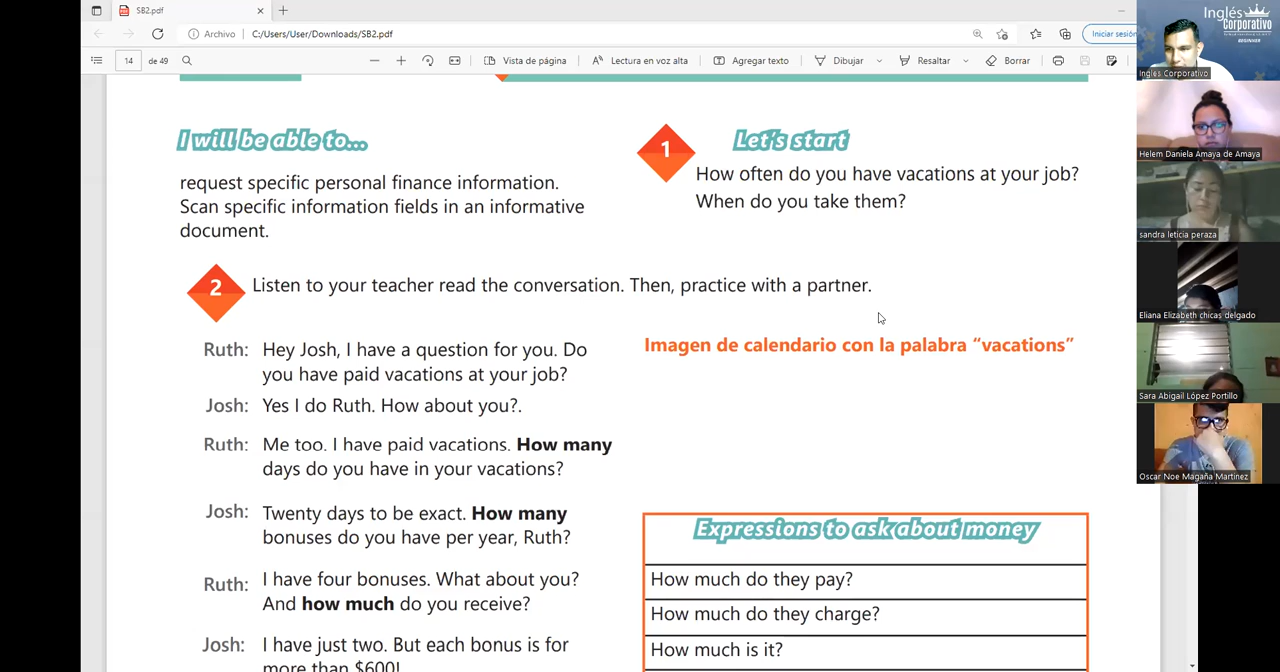 SB2.pdf
Archivo
C:/Users/User/Downloads/SB2.pdf
Iniciar sesión
14 de 49
Vista de página
Lectura en voz alta
Agregar texto
Dibujar
Resaltar
Borrar
I will be able to...
request specific personal finance information.
Scan specific information fields in an informative
document.
1
Let's start
How often do you have vacations at your job?
When do you take them?
2
Listen to your teacher read the conversation. Then, practice with a partner.
Ruth: Hey Josh, I have a question for you. Do
you have paid vacations at your job?
Josh: Yes I do Ruth. How about you?.
Ruth: Me too. I have paid vacations. How many
days do you have in your vacations?
Josh: Twenty days to be exact. How many
bonuses do you have per year, Ruth?
Ruth: I have four bonuses. What about you?
And how much do you receive?
Josh: I have just two. But each bonus is for
more than $600!
Imagen de calendario con la palabra “vacations”
Expressions to ask about money
How much do they pay?
How much do they charge?
How much is it?
Inglés
Corporativo
BEGINNER
Inglés Corporativo
Helem Daniela Amaya de Amaya
sandra leticia peraza
Eliana Elizabeth chicas delgado
Sara Abigail López Portillo
Oscar Noe Magaña Martinez